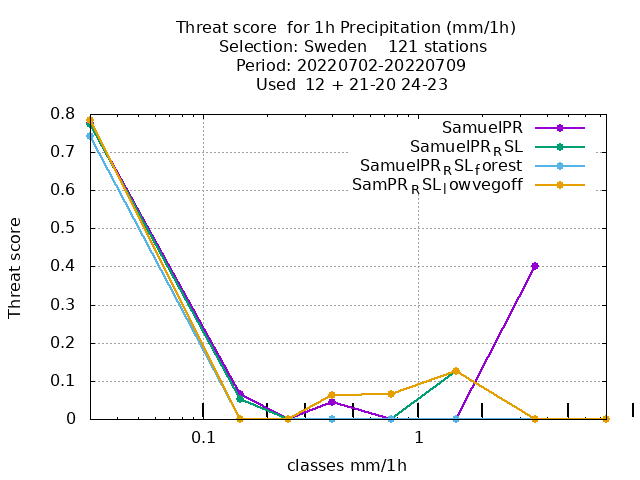 Threat score  for 1h Precipitation (mm/1h)
Selection: Sweden    121 stations
Period: 20220702-20220709
Used  12 + 21-20 24-23
SamuelPR
SamuelPR_RSL
SamuelPR_RSL_forest
SamPR_RSL_lowvegoff
Threat score
0.8
0.7
0.6
0.5
0.4
0.3
0.2
0.1
0
0.1 1
classes mm/1h